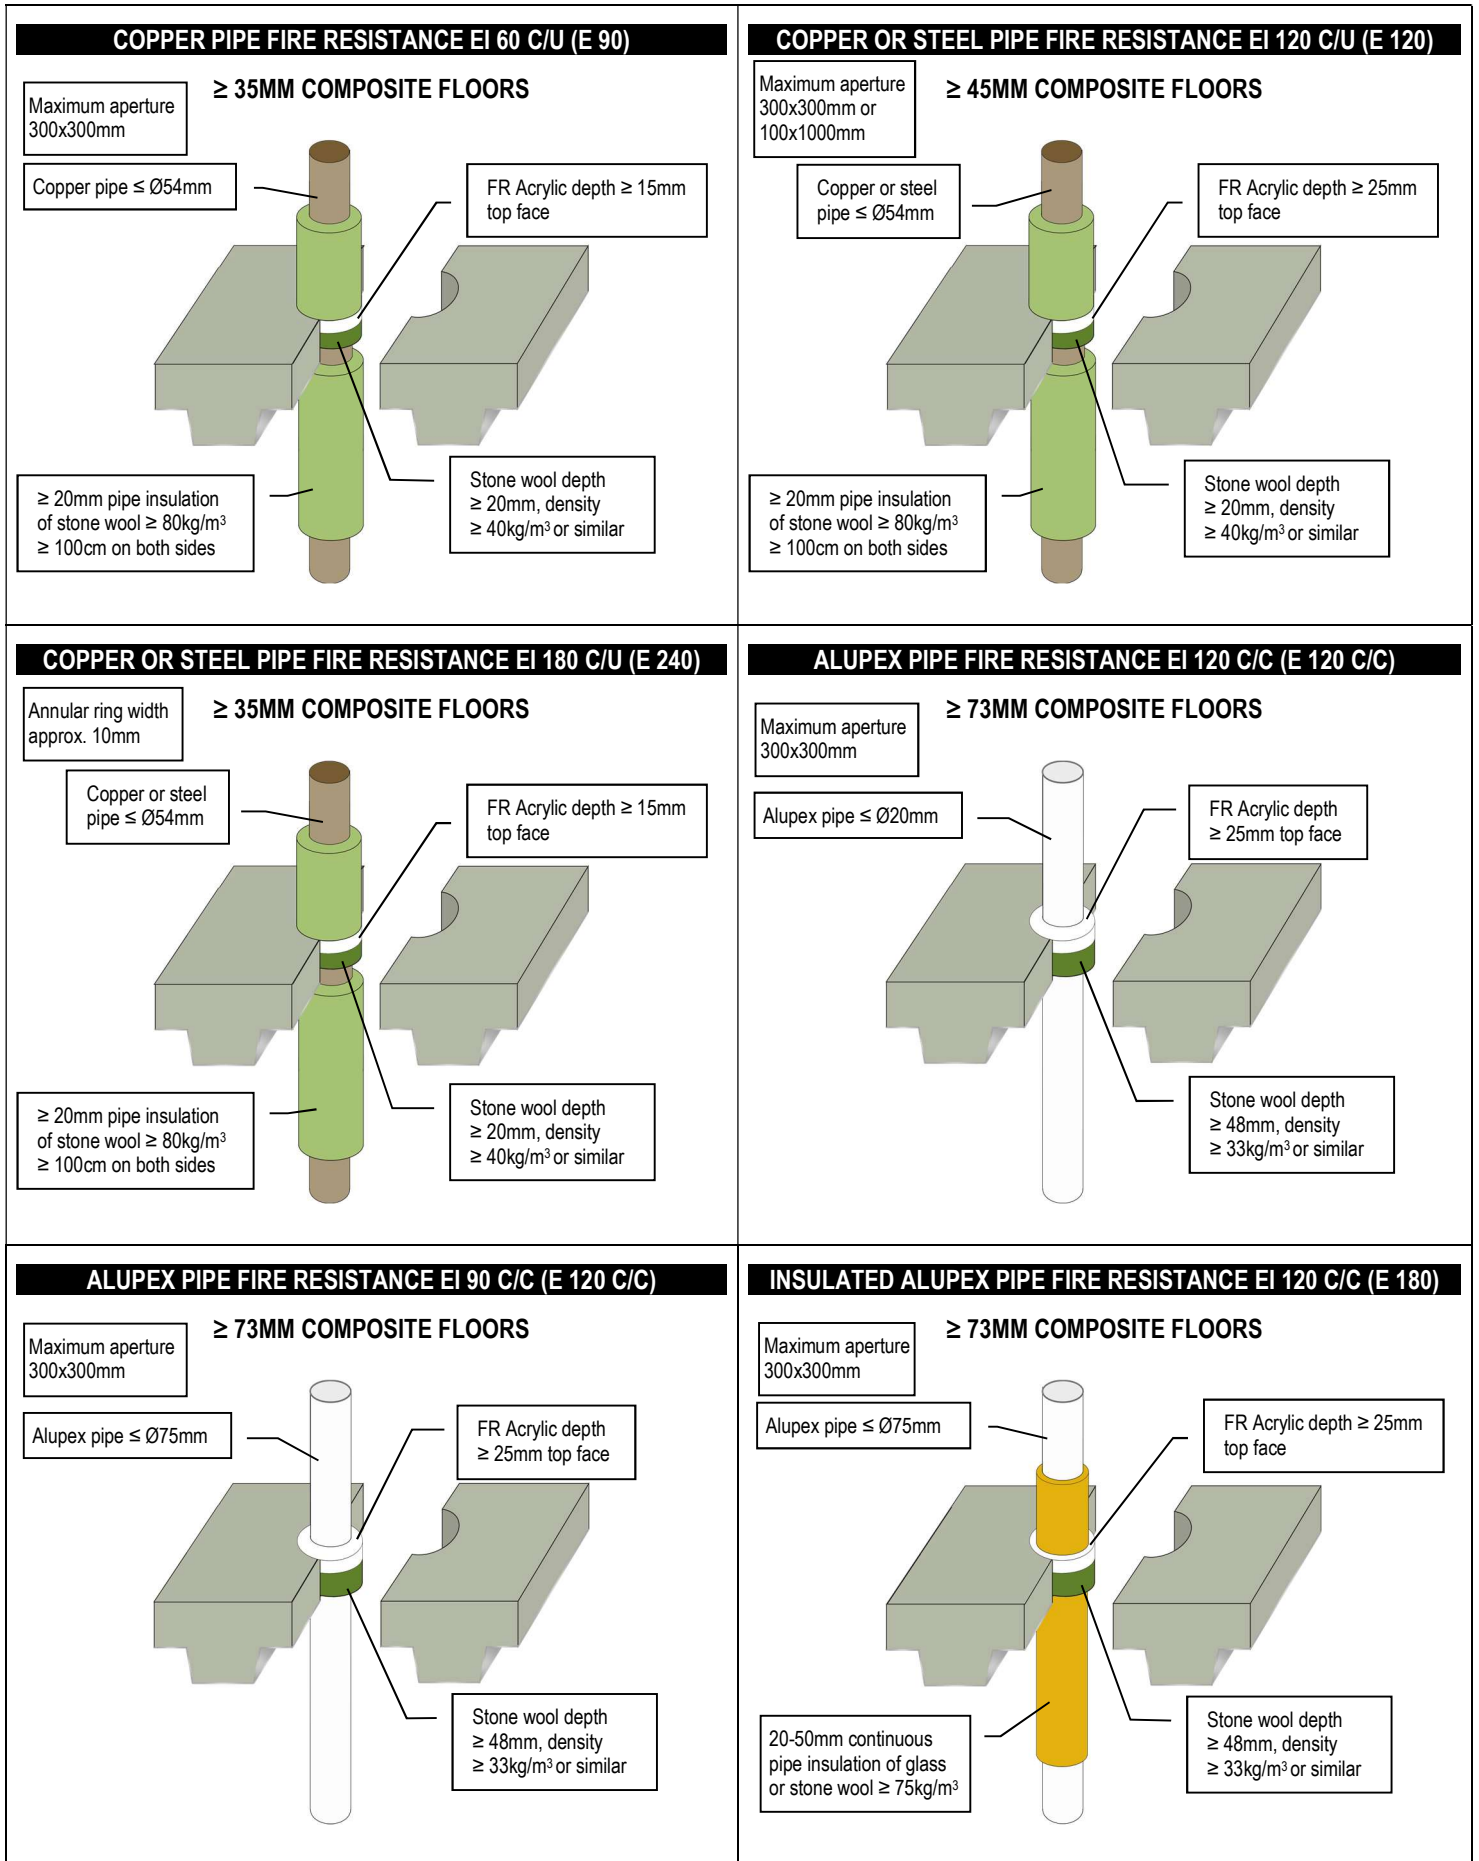 COPPER PIPE FIRE RESISTANCE EI 60 C/U (E 90)
≥ 35MM COMPOSITE FLOORS
Maximum aperture
300x300mm
Copper pipe ≤ Ø54mm
FR Acrylic depth ≥ 15mm
top face
≥ 20mm pipe insulation
of stone wool ≥ 80kg/m³
≥ 100cm on both sides
Stone wool depth
≥ 20mm, density
≥ 40kg/m³ or similar
COPPER OR STEEL PIPE FIRE RESISTANCE EI 120 C/U (E 120)
≥ 45MM COMPOSITE FLOORS
Maximum aperture
300x300mm or
100x1000mm
Copper or steel
pipe ≤ Ø54mm
FR Acrylic depth ≥ 25mm
top face
≥ 20mm pipe insulation
of stone wool ≥ 80kg/m³
≥ 100cm on both sides
Stone wool depth
≥ 20mm, density
≥ 40kg/m³ or similar
COPPER OR STEEL PIPE FIRE RESISTANCE EI 180 C/U (E 240)
≥ 35MM COMPOSITE FLOORS
Annular ring width
approx. 10mm
Copper or steel
pipe ≤ Ø54mm
FR Acrylic depth ≥ 15mm
top face
≥ 20mm pipe insulation
of stone wool ≥ 80kg/m³
≥ 100cm on both sides
Stone wool depth
≥ 20mm, density
≥ 40kg/m³ or similar
ALUPEX PIPE FIRE RESISTANCE EI 120 C/C (E 120 C/C)
≥ 73MM COMPOSITE FLOORS
Maximum aperture
300x300mm
Alupex pipe ≤ Ø20mm
FR Acrylic depth
≥ 25mm top face
Stone wool depth
≥ 48mm, density
≥ 33kg/m³ or similar
ALUPEX PIPE FIRE RESISTANCE EI 90 C/C (E 120 C/C)
≥ 73MM COMPOSITE FLOORS
Maximum aperture
300x300mm
Alupex pipe ≤ Ø75mm
FR Acrylic depth
≥ 25mm top face
Stone wool depth
≥ 48mm, density
≥ 33kg/m³ or similar
INSULATED ALUPEX PIPE FIRE RESISTANCE EI 120 C/C (E 180)
≥ 73MM COMPOSITE FLOORS
Maximum aperture
300x300mm
Alupex pipe ≤ Ø75mm
FR Acrylic depth ≥ 25mm
top face
20-50mm continuous
pipe insulation of glass
or stone wool ≥ 75kg/m³
Stone wool depth
≥ 48mm, density
≥ 33kg/m³ or similar